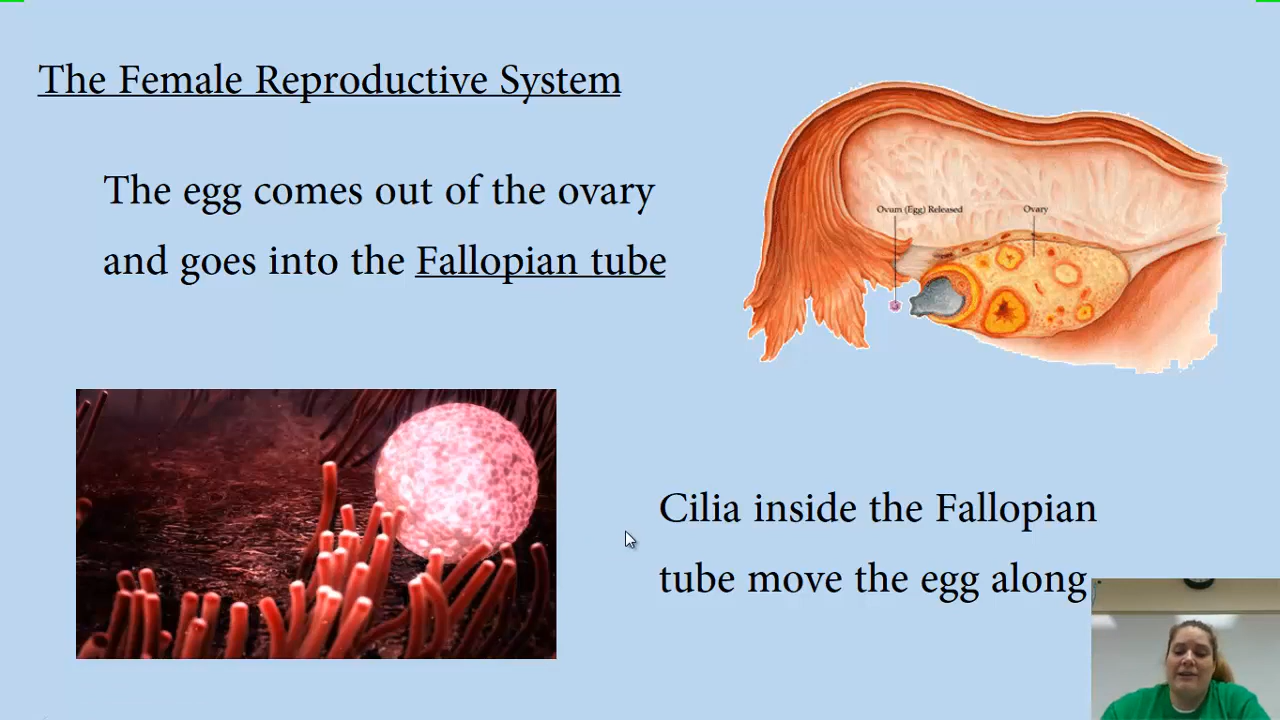 The Female Reproductive System
The egg comes out of the ovary
and goes into the Fallopian tube
Ovum (Egg) Released
Ovary
Cilia inside the Fallopian
tube move the egg along